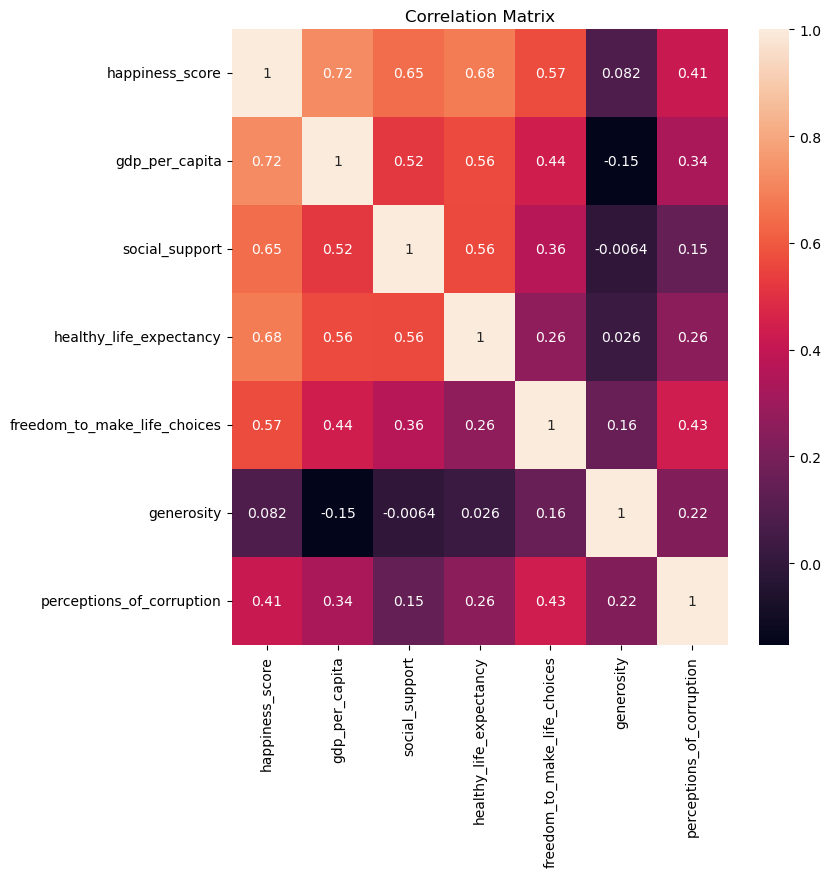 Correlation Matrix
happiness_score 1 0.72 0.65 0.68 0.57 0.082 0.41
gdp_per_capita 0.72 1 0.52 0.56 0.44 -0.15 0.34
social_support 0.65 0.52 1 0.56 0.36 -0.0064 0.15
healthy_life_expectancy 0.68 0.56 0.56 1 0.26 0.026 0.26
freedom_to_make_life_choices 0.57 0.44 0.36 0.26 1 0.16 0.43
generosity 0.082 -0.15 -0.0064 0.026 0.16 1 0.22
perceptions_of_corruption 0.41 0.34 0.15 0.26 0.43 0.22 1
happiness_score
gdp_per_capita
social_support
healthy_life_expectancy
freedom_to_make_life_choices
generosity
perceptions_of_corruption
1.0
0.8
0.6
0.4
0.2
0.0